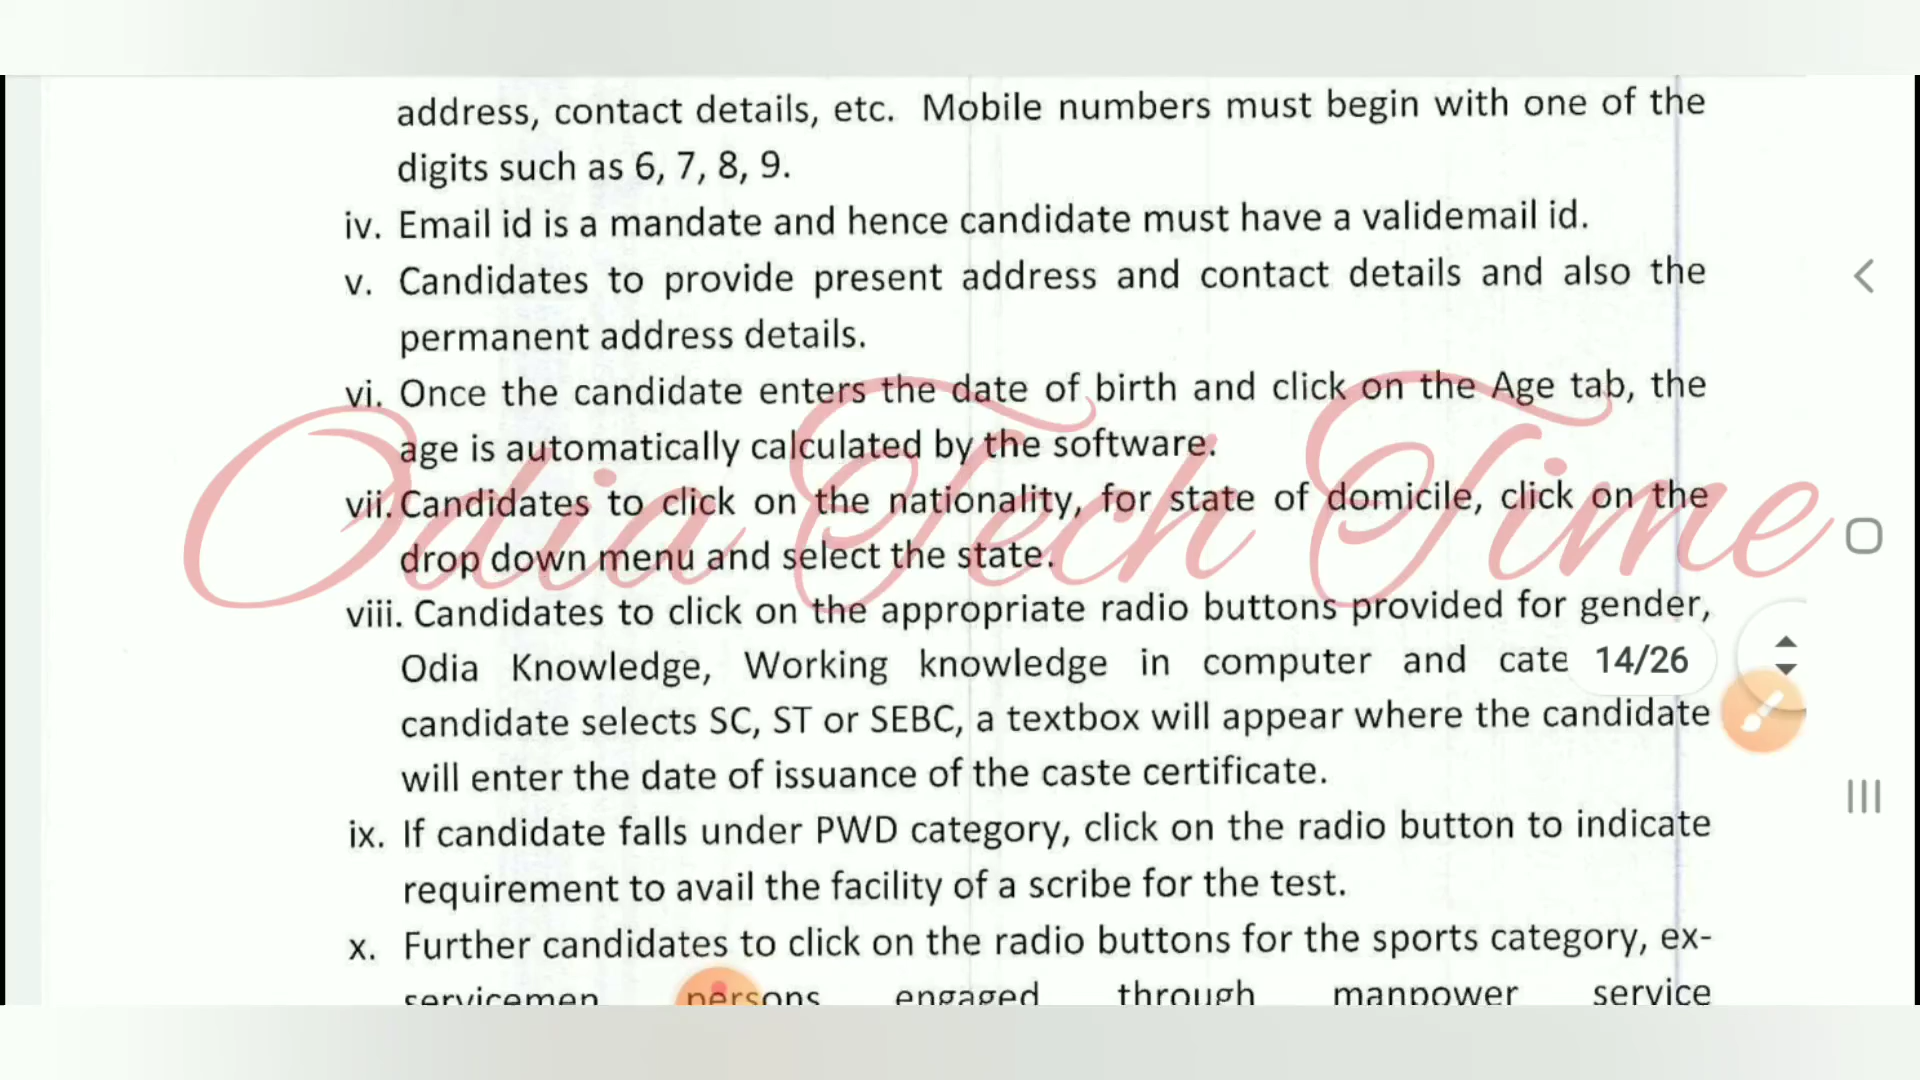 address, contact details, etc. Mobile numbers must begin with one of the
digits such as 6, 7, 8, 9.
iv. Email id is a mandate and hence candidate must have a validemail id.
v. Candidates to provide present address and contact details and also the
permanent address details.
vi. Once the candidate enters the date of birth and click on the Age tab, the
age is automatically calculated by the software.
vii. Candidates to click on the nationality, for state of domicile, click on the
drop down menu and select the state.
Odia Tech Time
viii. Candidates to click on the appropriate radio buttons provided for gender,
Odia Knowledge, Working knowledge in computer and cate 14/26
candidate selects SC, ST or SEBC, a textbox will appear where the candidate
will enter the date of issuance of the caste certificate.
ix. If candidate falls under PWD category, click on the radio button to indicate
requirement to avail the facility of a scribe for the test.
x. Further candidates to click on the radio buttons for the sports category, ex-
servicemen persons engaged through manpower service